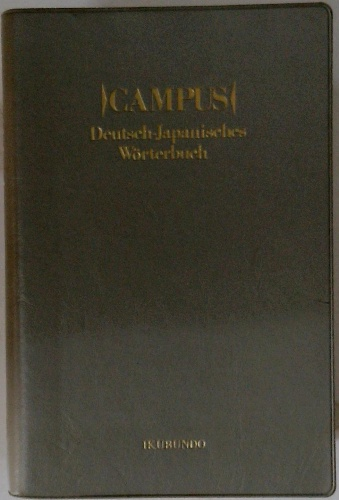 CAMPUS
Deutsch-Japanisches
Wörterbuch
IKUBUNDO